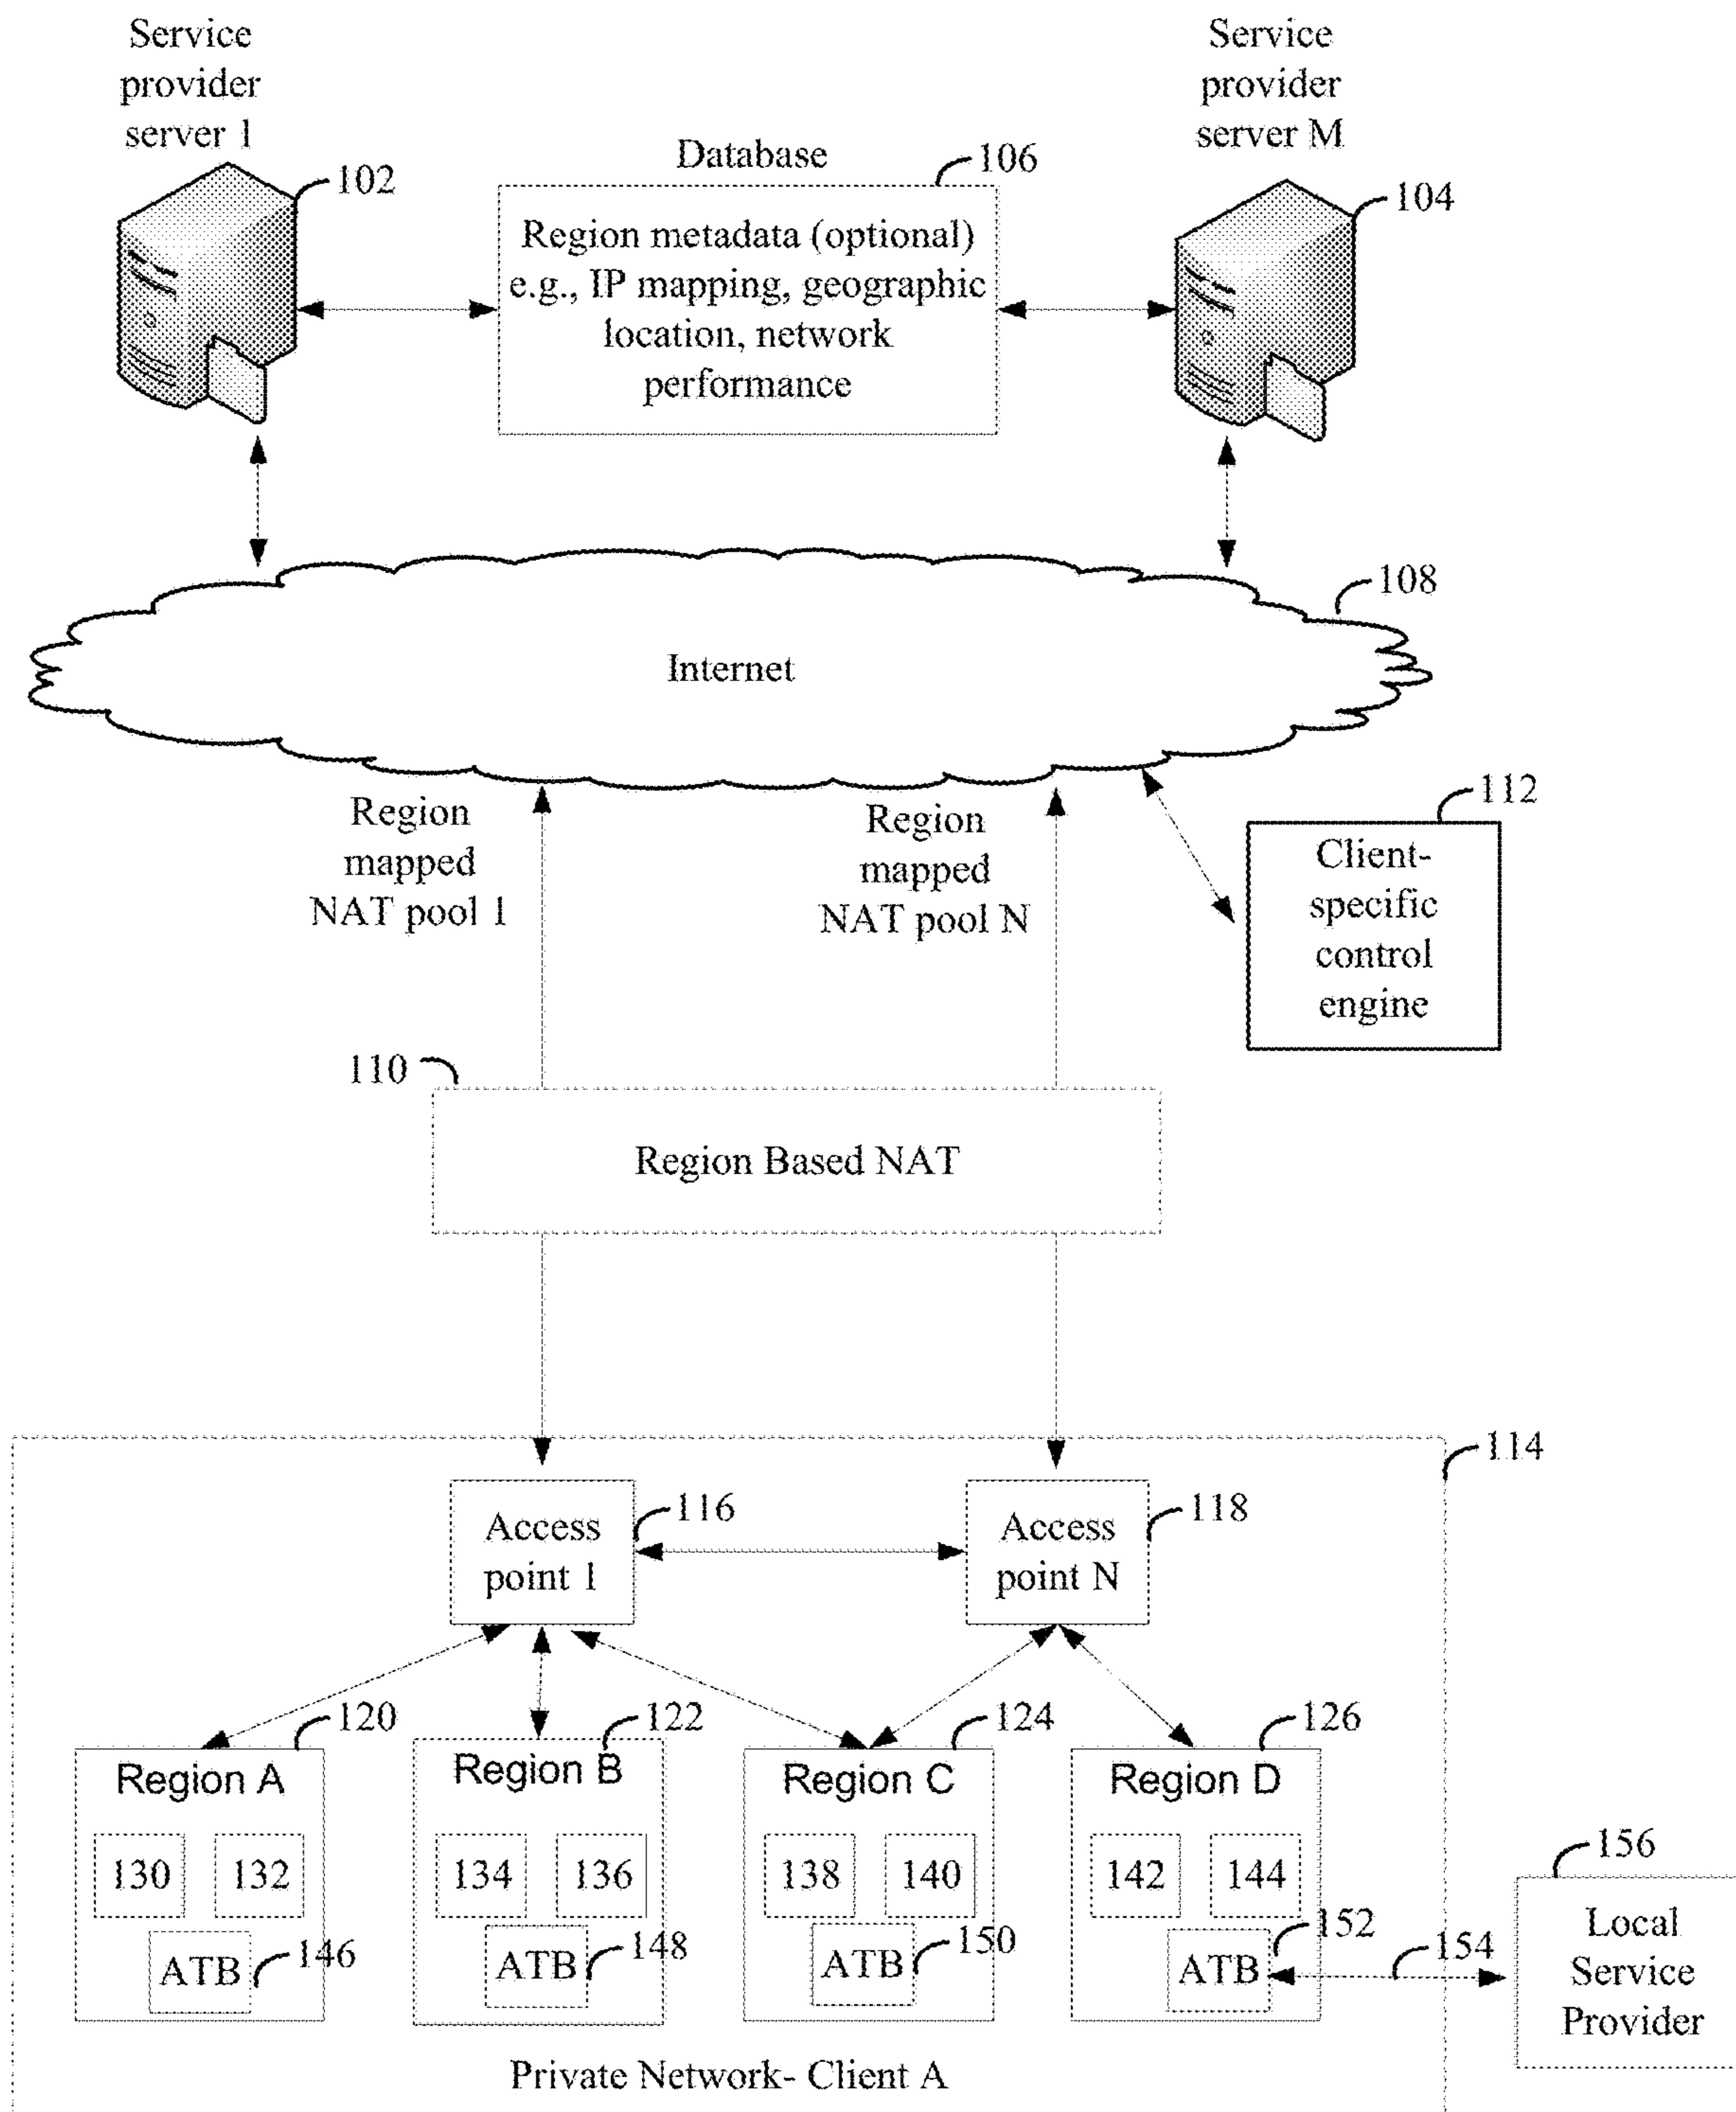 Service
provider
server 1
Service
provider
server M
102
Database
106
104
Region metadata (optional)
e.g., IP mapping, geographic
location, network
performance
108
Internet
Region
mapped
NAT pool 1
Region
mapped
NAT pool N
112
Client-
specific
control
engine
110
Region Based NAT
114
Access
point 1
116
Access
point N
118
120
122
124
126
Region A
Region B
Region C
Region D
130
132
134
136
138
140
142
144
156
ATB
146
ATB
148
ATB
150
ATB
152
154
Local
Service
Provider
Private Network- Client A